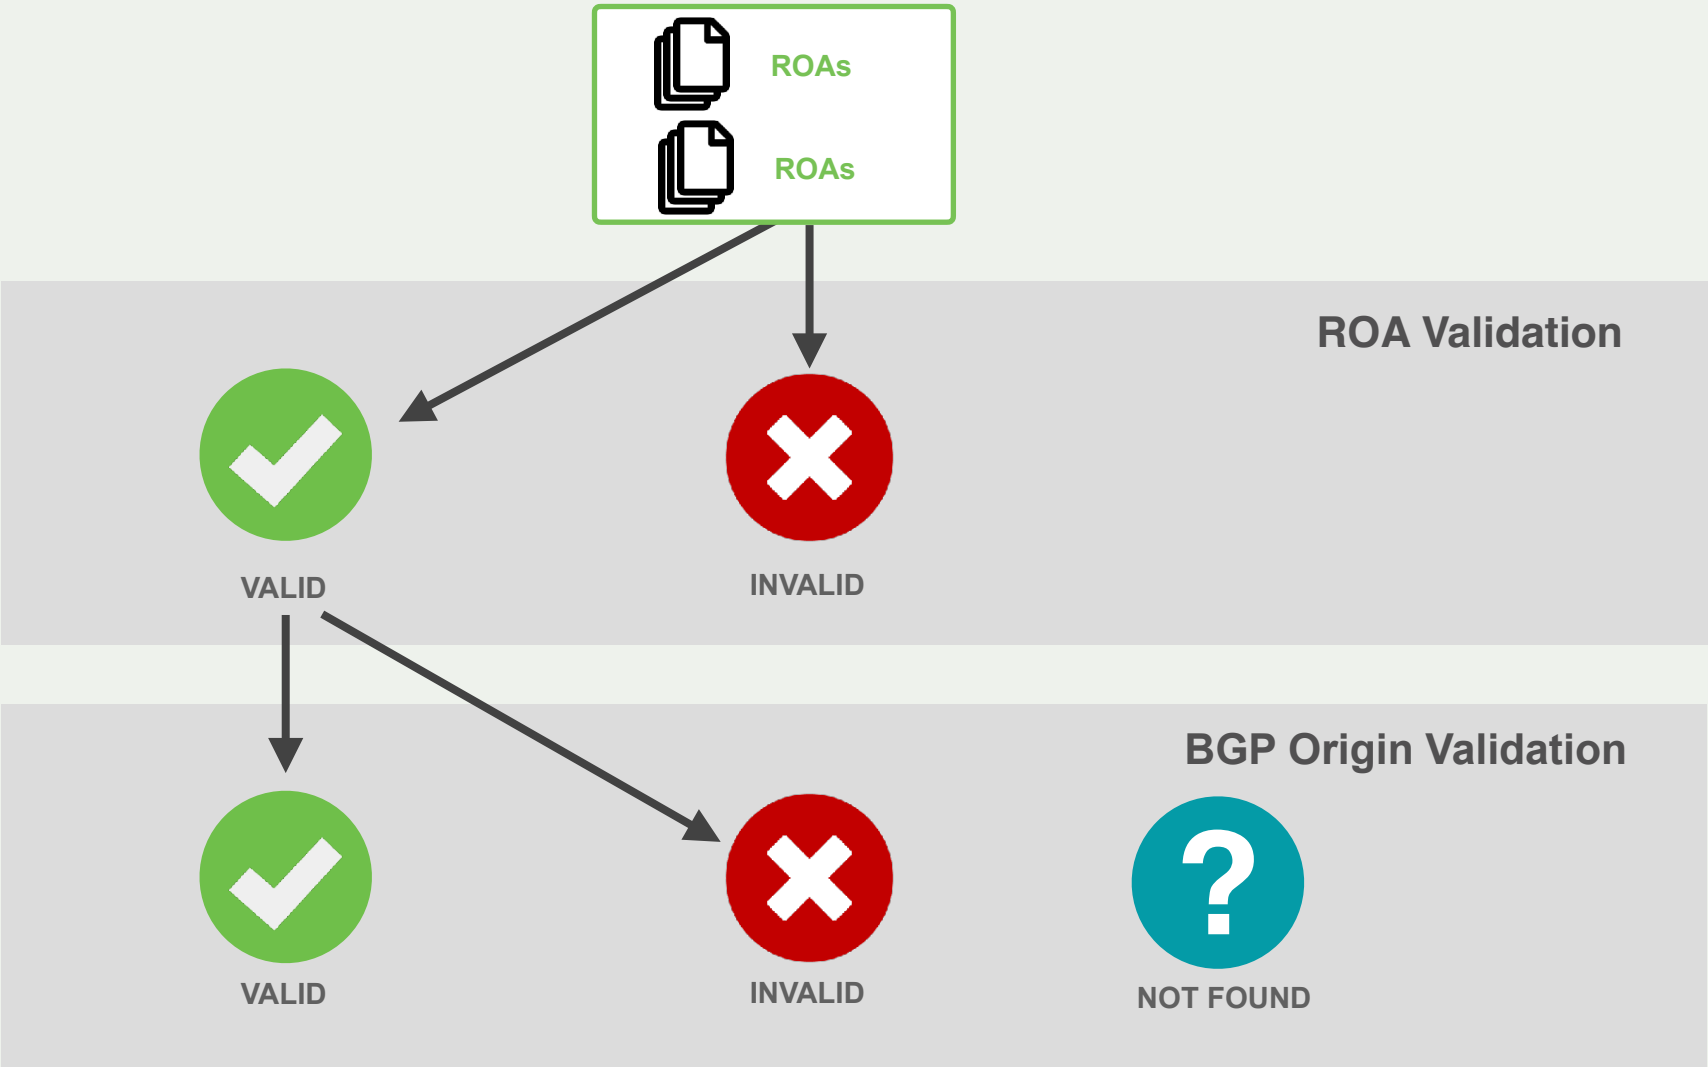 ROAs
ROAs
ROA Validation
VALID
INVALID
BGP Origin Validation
?
VALID
INVALID
NOT FOUND